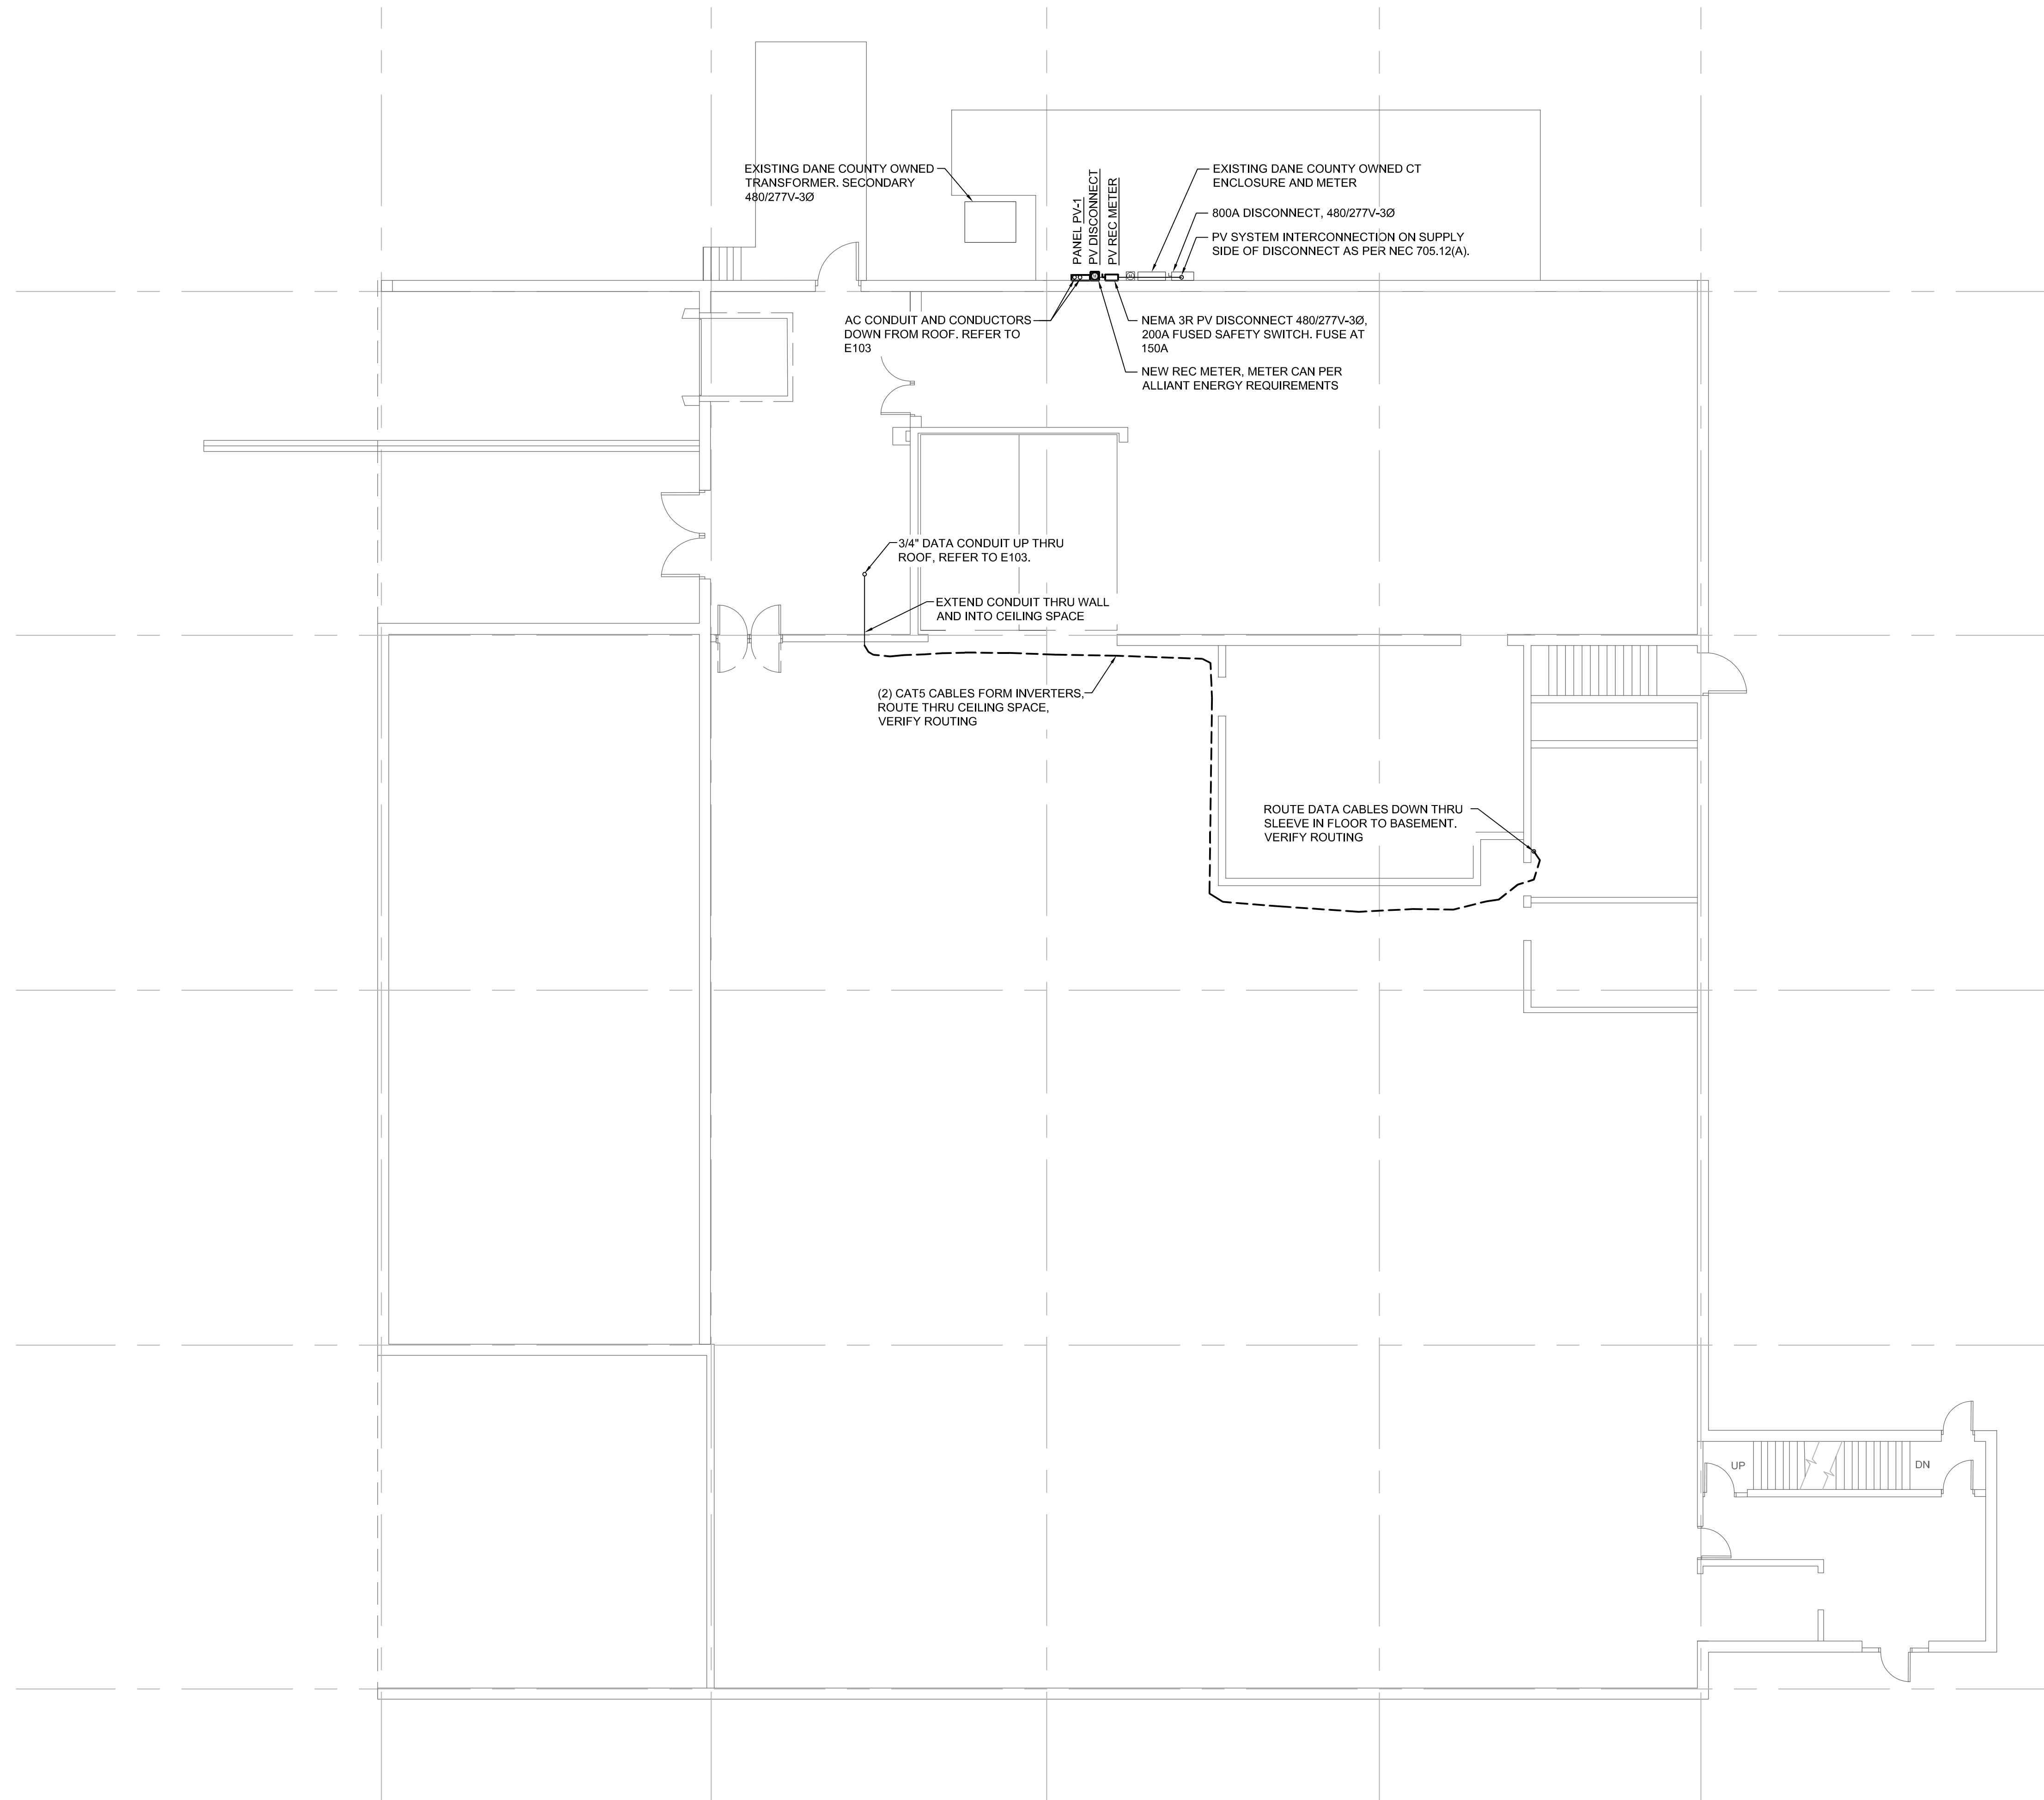 EXISTING DANE COUNTY OWNED
TRANSFORMER. SECONDARY
480/277V-3Ø
PANEL PV-1
PV DISCONNECT
PV REC METER
EXISTING DANE COUNTY OWNED CT
ENCLOSURE AND METER
800A DISCONNECT, 480/277V-3Ø
PV SYSTEM INTERCONNECTION ON SUPPLY
SIDE OF DISCONNECT AS PER NEC 705.12(A).
AC CONDUIT AND CONDUCTORS
DOWN FROM ROOF. REFER TO
E103
NEMA 3R PV DISCONNECT 480/277V-3Ø,
200A FUSED SAFETY SWITCH. FUSE AT
150A
NEW REC METER, METER CAN PER
ALLIANT ENERGY REQUIREMENTS
3/4" DATA CONDUIT UP THRU
ROOF, REFER TO E103.
EXTEND CONDUIT THRU WALL
AND INTO CEILING SPACE
(2) CAT5 CABLES FORM INVERTERS,
ROUTE THRU CEILING SPACE,
VERIFY ROUTING
ROUTE DATA CABLES DOWN THRU
SLEEVE IN FLOOR TO BASEMENT.
VERIFY ROUTING
UP
DN